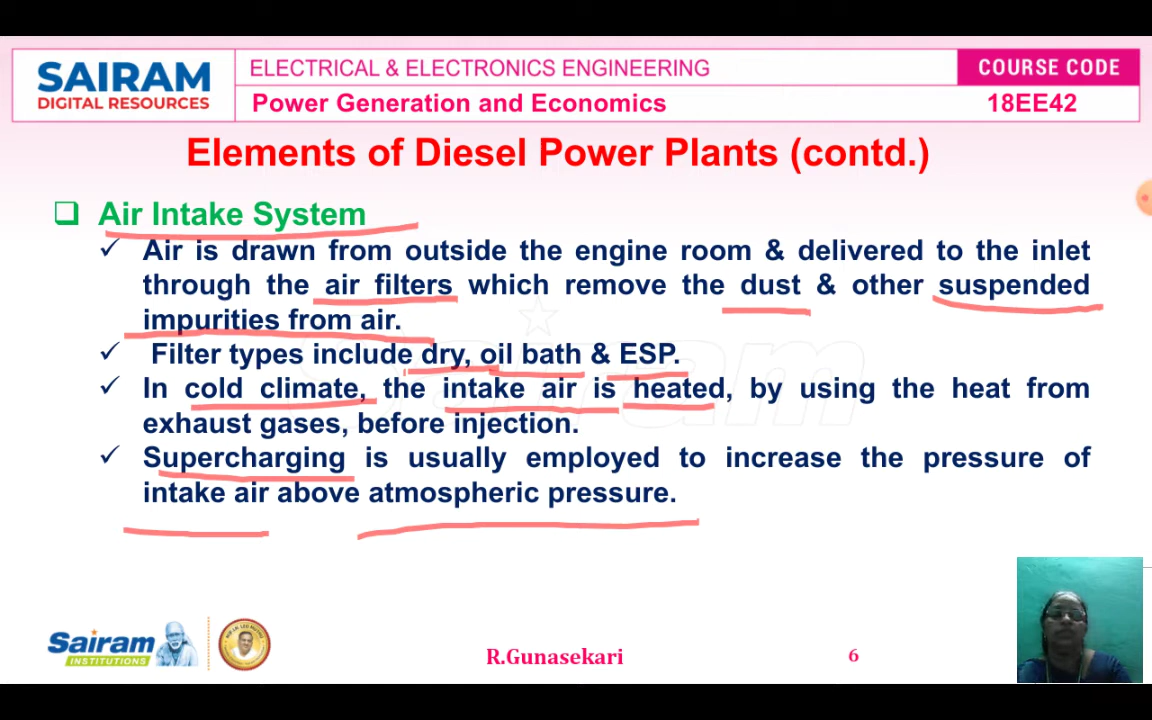 SAIRAM
DIGITAL RESOURCES
ELECTRICAL & ELECTRONICS ENGINEERING
COURSE CODE
Power Generation and Economics
18EE42
Elements of Diesel Power Plants (contd.)
❑ Air Intake System
✓ Air is drawn from outside the engine room & delivered to the inlet
through the air filters which remove the dust & other suspended
impurities from air.
✓ Filter types include dry, oil bath & ESP.
✓ In cold climate, the intake air is heated, by using the heat from
exhaust gases, before injection.
✓ Supercharging is usually employed to increase the pressure of
intake air above atmospheric pressure.
Sairam
Sairam
INSTITUTIONS
R.Gunasekari
6